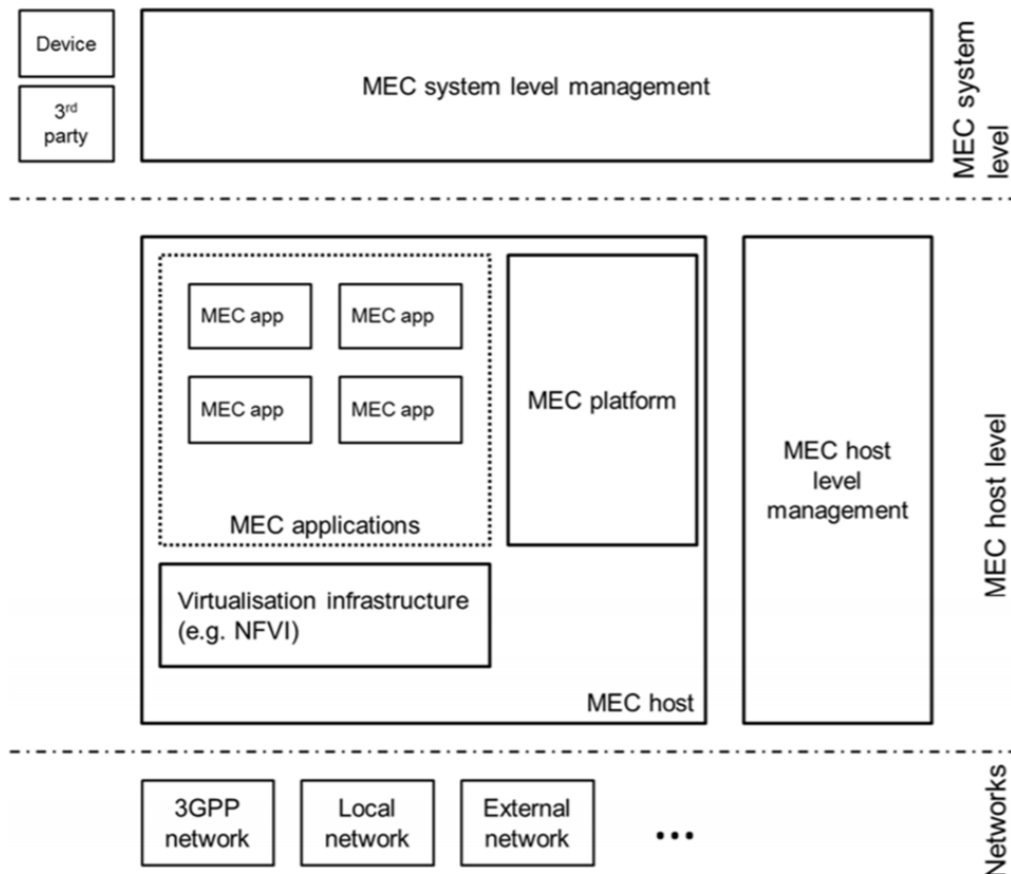 Device
3rd
party
MEC system level management
MEC system
level
MEC app
MEC app
MEC app
MEC app
MEC applications
MEC platform
Virtualisation infrastructure
(e.g. NFVI)
MEC host
MEC host
level
management
MEC host level
3GPP
network
Local
network
External
network
...
Networks